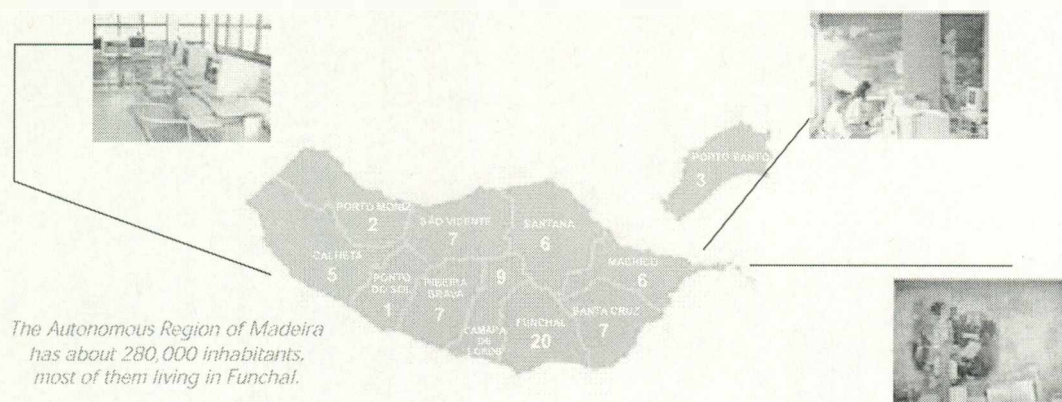 PORTO SANTO
3
PORTO MONIZ
2
SÃO VICENTE
7
SANTANA
6
CALHETA
5
PONTO
DO SOL
1
RIBEIRA
BRAVA
7
9
CAMARA
DE
LOBOS
FUNCHAL
20
MACHICO
6
SANTA CRUZ
7
The Autonomous Region of Madeira
has about 280,000 inhabitants,
most of them living in Funchal.